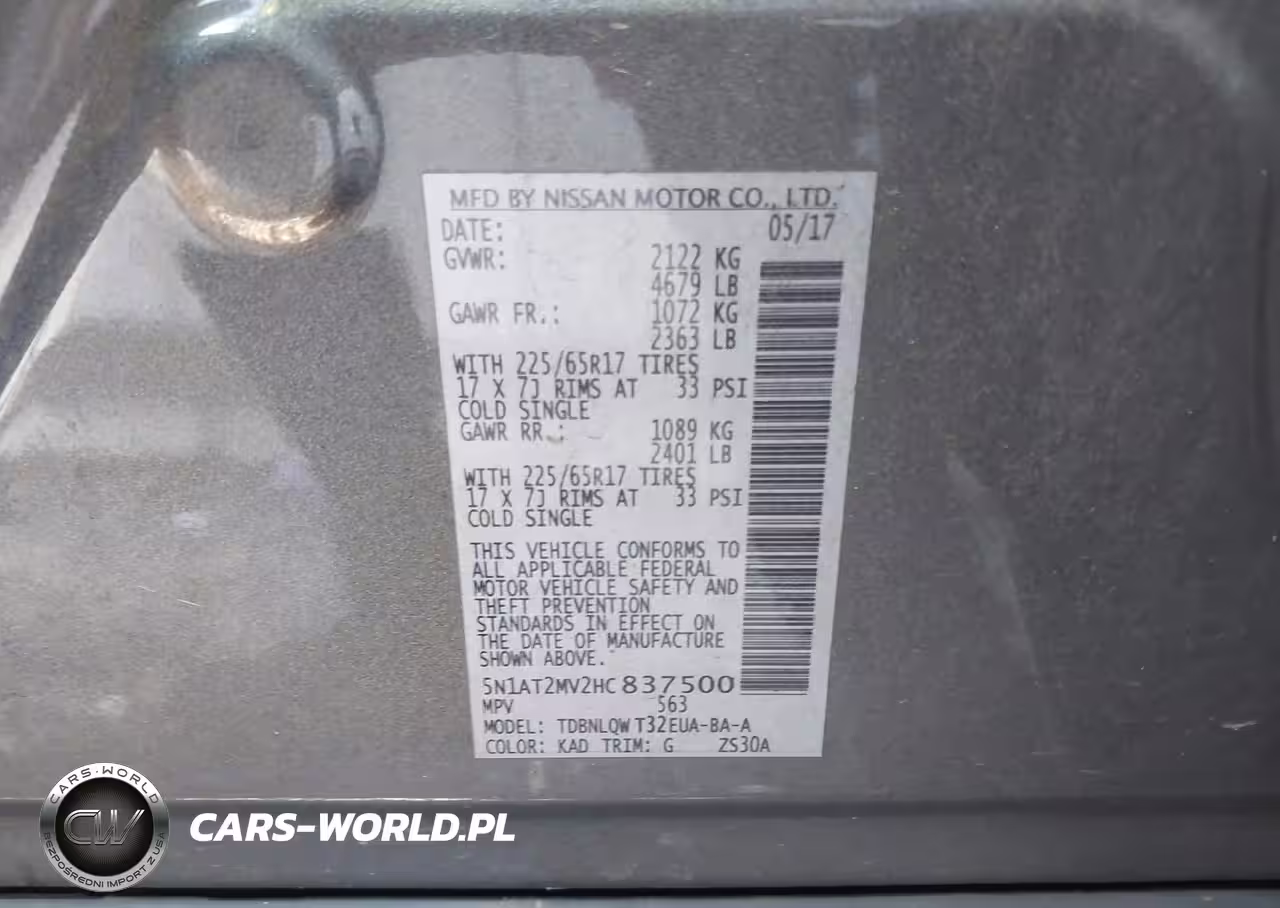 MFD BY NISSAN MOTOR CO., LTD.
DATE: 05/17
GVWR: 2122 KG
4679 LB
GAWR FR.: 1072 KG
2363 LB
WITH 225/65R17 TIRES
17 X 7J RIMS AT 33 PSI
COLD SINGLE
GAWR RR.: 1089 KG
2401 LB
WITH 225/65R17 TIRES
17 X 7J RIMS AT 33 PSI
COLD SINGLE
THIS VEHICLE CONFORMS TO
ALL APPLICABLE FEDERAL
MOTOR VEHICLE SAFETY AND
THEFT PREVENTION
STANDARDS IN EFFECT ON
THE DATE OF MANUFACTURE
SHOWN ABOVE.
5N1AT2MV2HC837500
MPV 563
MODEL: TDBNLQW T32EUA-BA-A
COLOR: KAD TRIM: G ZS30A
CARS-WORLD
CW
BEZPOŚREDNI IMPORT Z USA
CARS-WORLD.PL